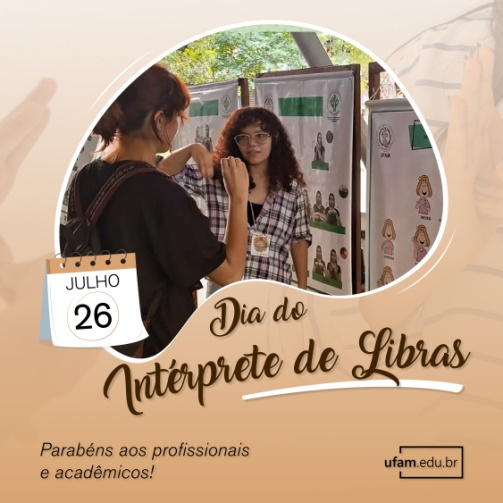 JULHO
26
Dia do
Intérprete de Libras
Parabéns aos profissionais
e acadêmicos!
ufam.edu.br